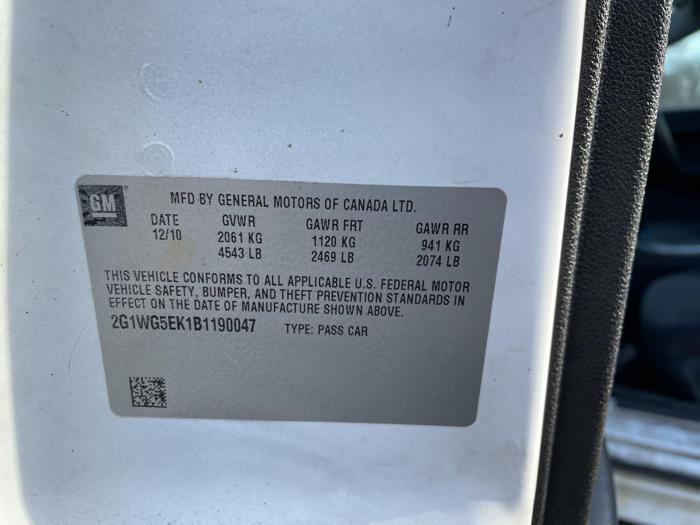 GM
MFD BY GENERAL MOTORS OF CANADA LTD.
DATE GVWR GAWR FRT GAWR RR
12/10 2061 KG 1120 KG 941 KG
4543 LB 2469 LB 2074 LB
THIS VEHICLE CONFORMS TO ALL APPLICABLE U.S. FEDERAL MOTOR
VEHICLE SAFETY, BUMPER, AND THEFT PREVENTION STANDARDS IN
EFFECT ON THE DATE OF MANUFACTURE SHOWN ABOVE.
2G1WG5EK1B1190047 TYPE: PASS CAR